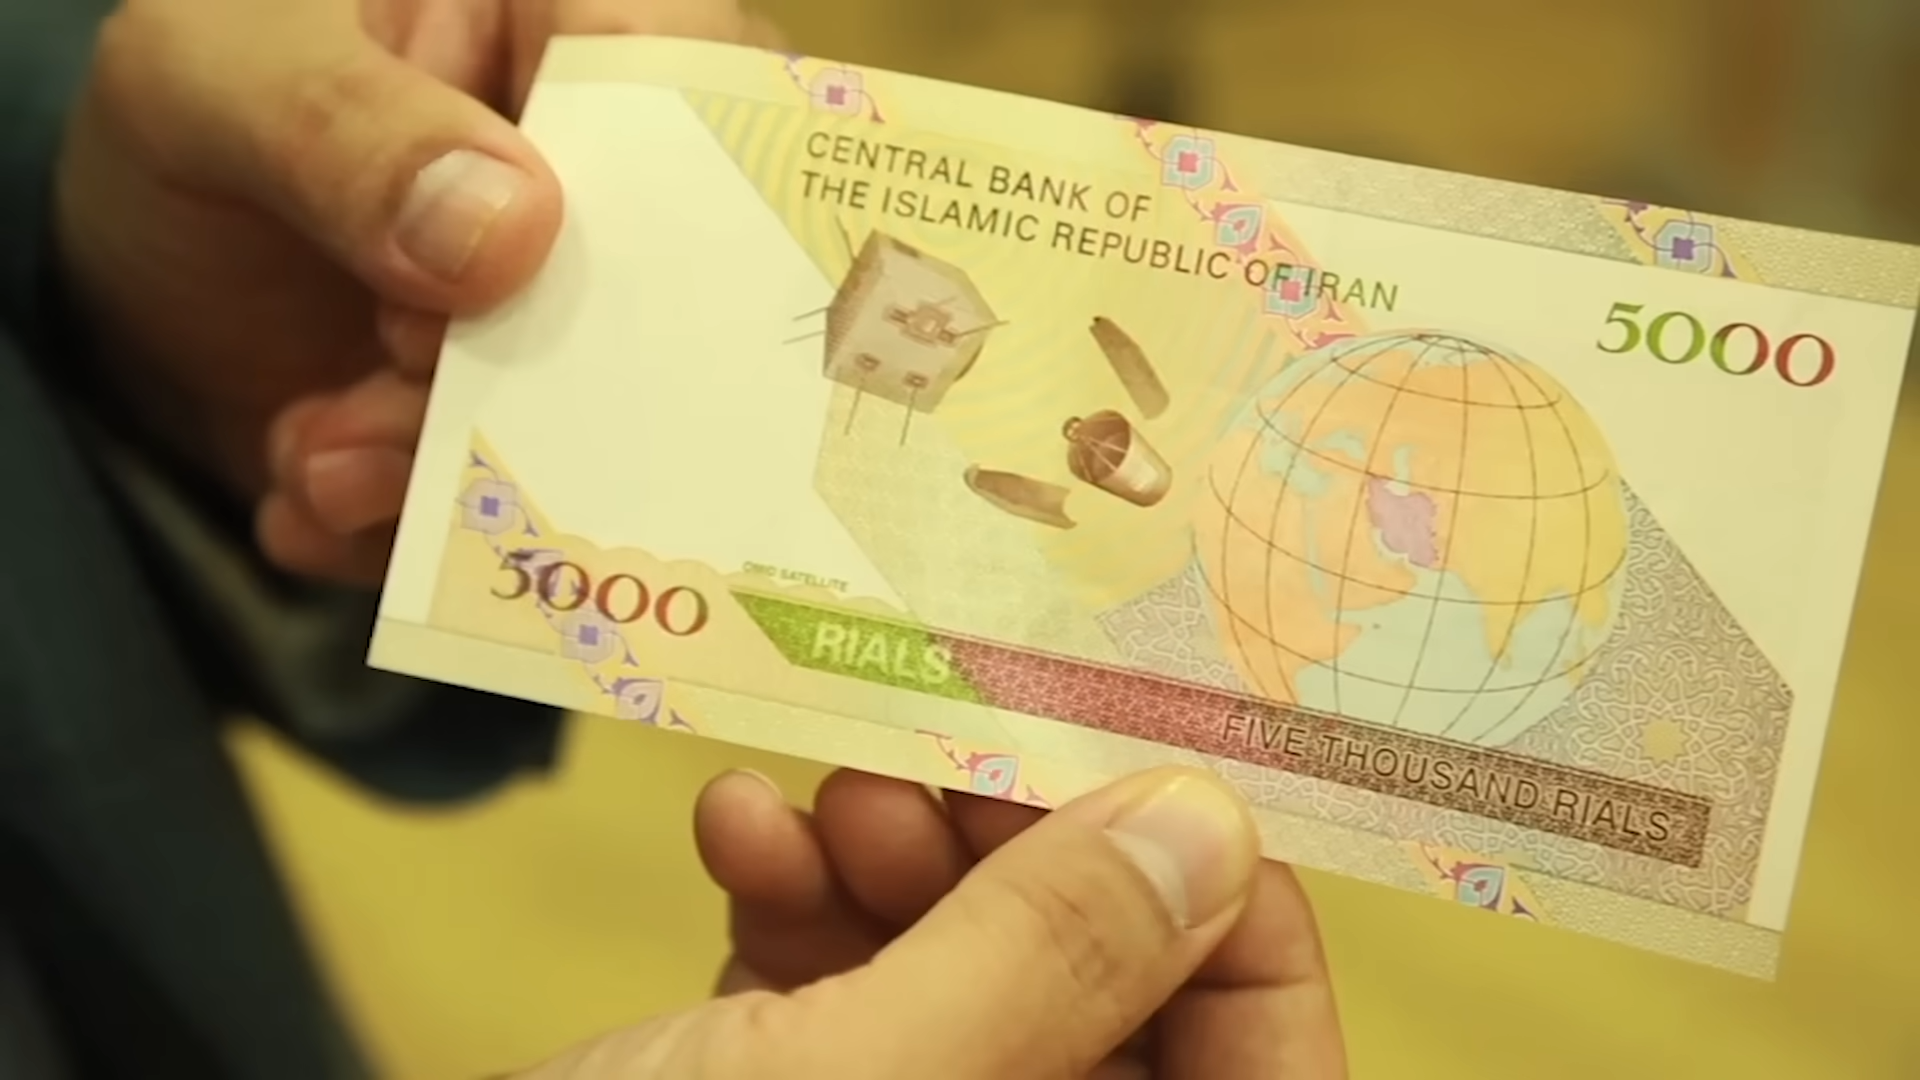 CENTRAL BANK OF
THE ISLAMIC REPUBLIC OF IRAN
5000
OMID SATELLITE
5000
RIALS
FIVE THOUSAND RIALS